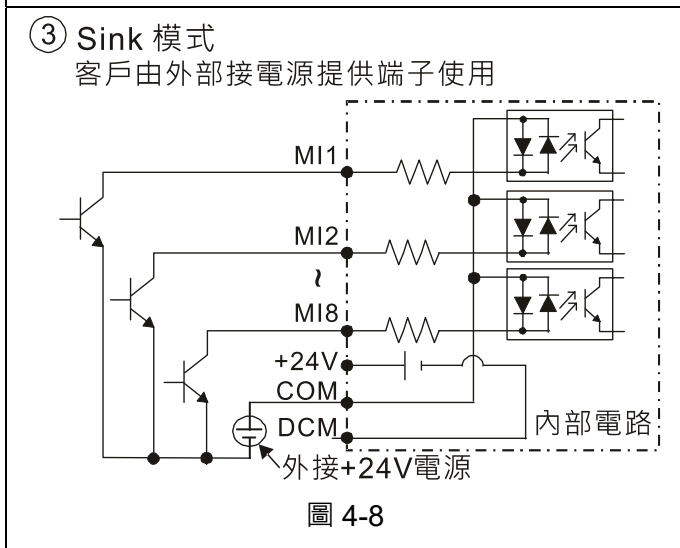 ③ Sink 模式
客戶由外部接電源提供端子使用
MI1
MI2
~
MI8
+24V
COM
DCM
內部電路
外接+24V電源
圖 4-8